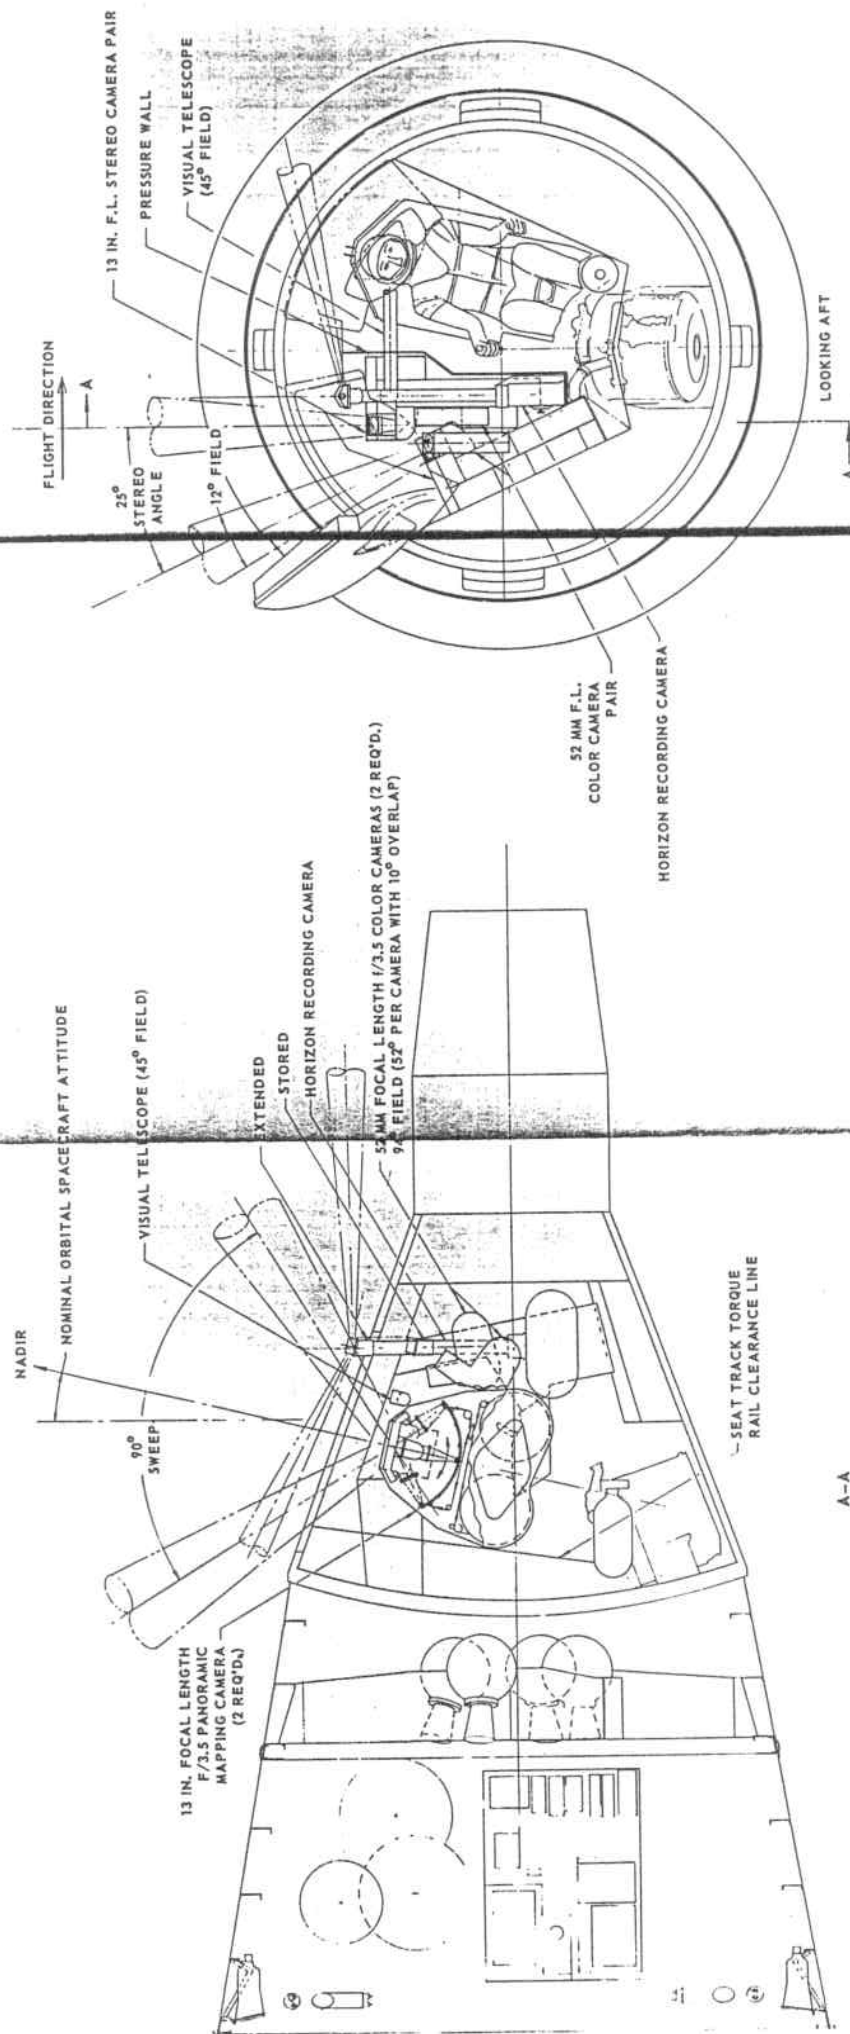 FLIGHT DIRECTION
A
25°
STEREO
ANGLE
12° FIELD
13 IN. F.L. STEREO CAMERA PAIR
PRESSURE WALL
VISUAL TELESCOPE
(45° FIELD)
52 MM F.L.
COLOR CAMERA
PAIR
HORIZON RECORDING CAMERA
LOOKING AFT
A
NADIR
NOMINAL ORBITAL SPACECRAFT ATTITUDE
90°
SWEEP
VISUAL TELESCOPE (45° FIELD)
EXTENDED
STORED
HORIZON RECORDING CAMERA
52 MM FOCAL LENGTH f/3.5 COLOR CAMERAS (2 REQ'D.)
94° FIELD (52° PER CAMERA WITH 10° OVERLAP)
13 IN. FOCAL LENGTH
F/3.5 PANORAMIC
MAPPING CAMERA
(2 REQ'D.)
SEAT TRACK TORQUE
RAIL CLEARANCE LINE
A-A